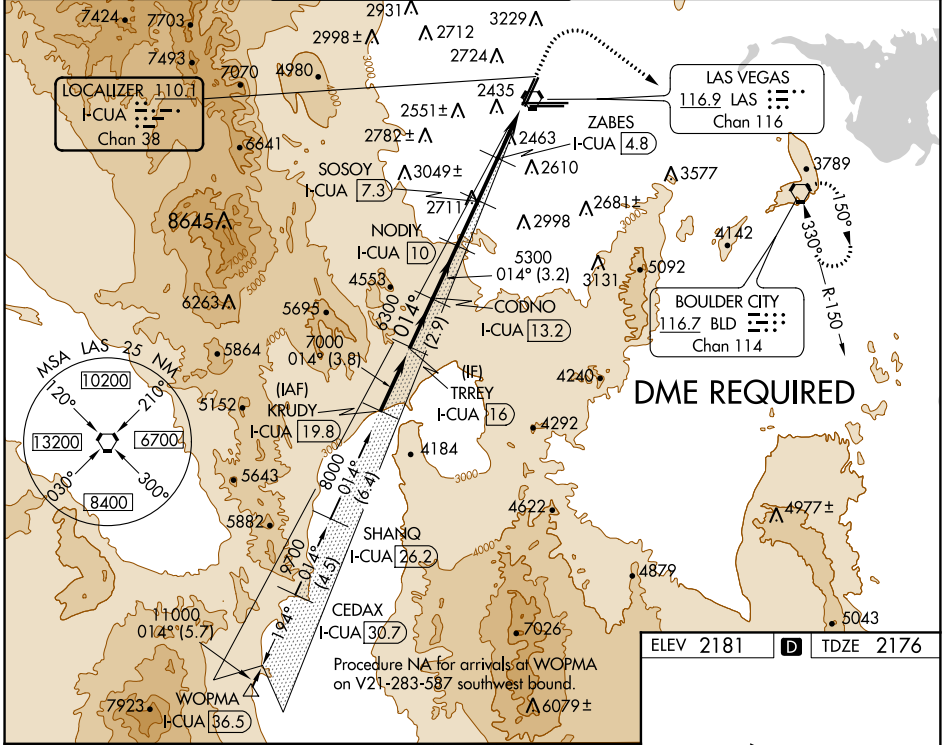 7424
7703
7493
7070
4980
2931
2998 ±
2712
2724
3229
LOCALIZER 110.1
I-CUA
Chan 38
2551 ±
2435
LAS VEGAS
116.9 LAS
Chan 116
2782 ±
2463
ZABES
I-CUA 4.8
6641
SOSOY
I-CUA 7.3
3049 ±
2610
3577
3789
2711
2998
2681 ±
8645
NODIY
I-CUA 10
4142
150°
330°
R-150
5300
014° (3.2)
3131
5092
4553
6300
014°
(2.9)
CODNO
I-CUA 13.2
BOULDER CITY
116.7 BLD
Chan 114
6263
5695
7000
014° (3.8)
5864
MSA LAS 25 NM
120°
10200
210°
13200
6700
030°
8400
300°
(IAF)
KRUDY
I-CUA 19.8
(IF)
TRREY
I-CUA 16
4240
DME REQUIRED
5152
4292
3000
3000
3000
3000
4184
5643
8000
014°
(6.4)
5882
SHANQ
I-CUA 26.2
4622
4000
4977 ±
9700
014°
(4.5)
4879
CEDAX
I-CUA 30.7
194°
11000
014° (5.7)
7026
5043
Procedure NA for arrivals at WOPMA
on V21-283-587 southwest bound.
WOPMA
I-CUA 36.5
7923
6079 ±
ELEV 2181
D
TDZE 2176